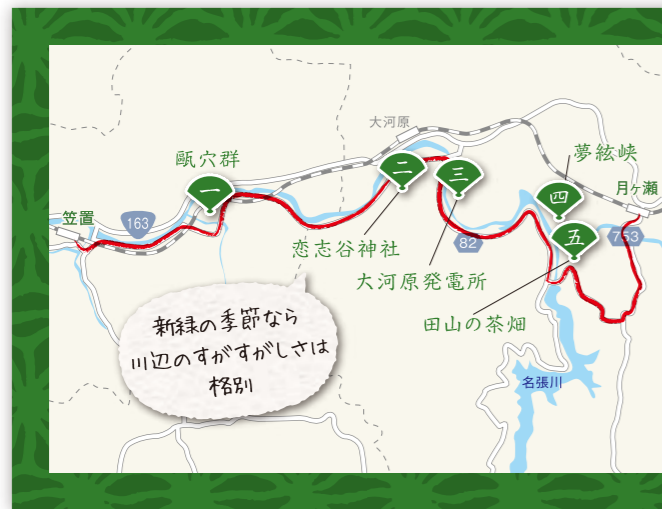 大河原
甌穴群
一
二
三
夢絃峡
月ヶ瀬
四
笠置
163
恋志谷神社
82
五
753
大河原発電所
田山の茶畑
新緑の季節なら
川辺のすがすがしさは
格別
名張川